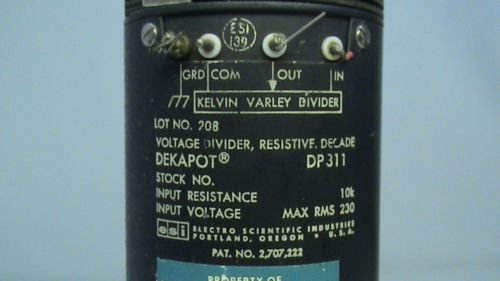 ESI
139
GRD COM OUT IN
KELVIN VARLEY DIVIDER
LOT NO. 208
VOLTAGE DIVIDER, RESISTIVE, DECADE
DEKAPOT® DP 311
STOCK NO.
INPUT RESISTANCE 10k
INPUT VOLTAGE MAX RMS 230
esi ELECTRO SCIENTIFIC INDUSTRIES
PORTLAND, OREGON • U.S.A.
PAT. NO. 2,707,222
PROPERTY OF